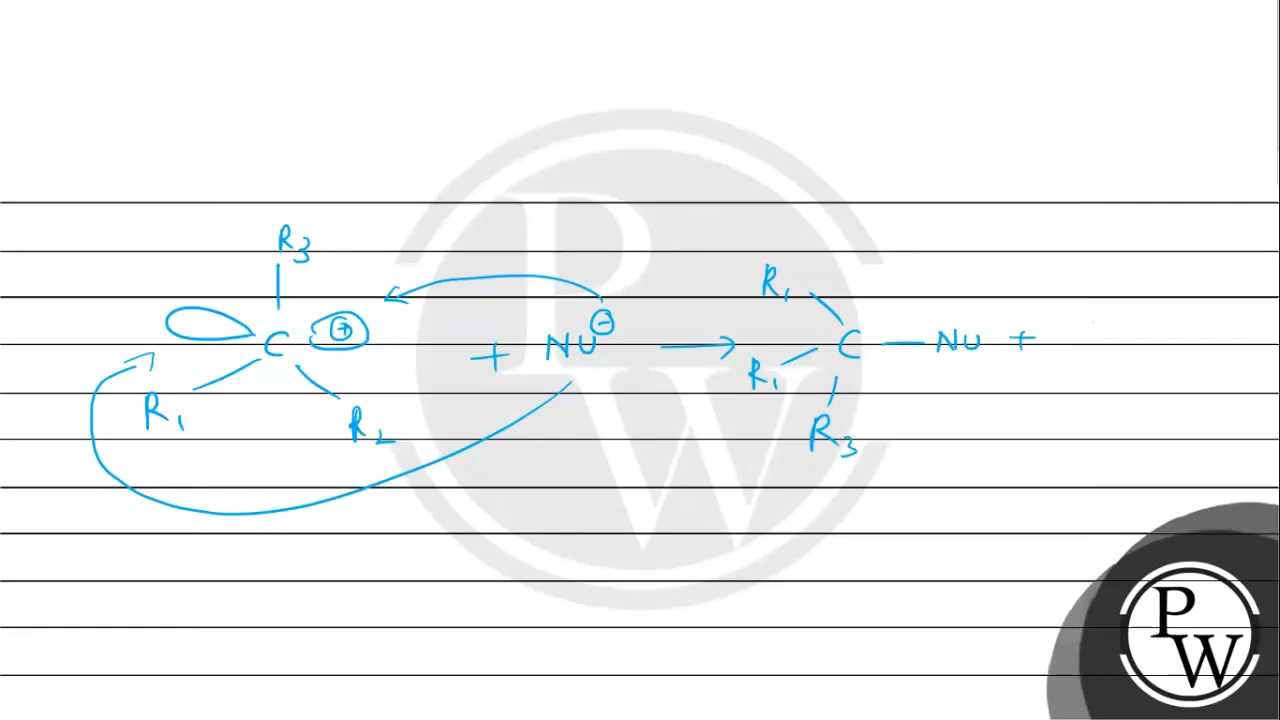 R3
C ⊕ + Nu⊖ ⟶ C — Nu +
R1
R2
R1
R1
R3
P
W
P
W